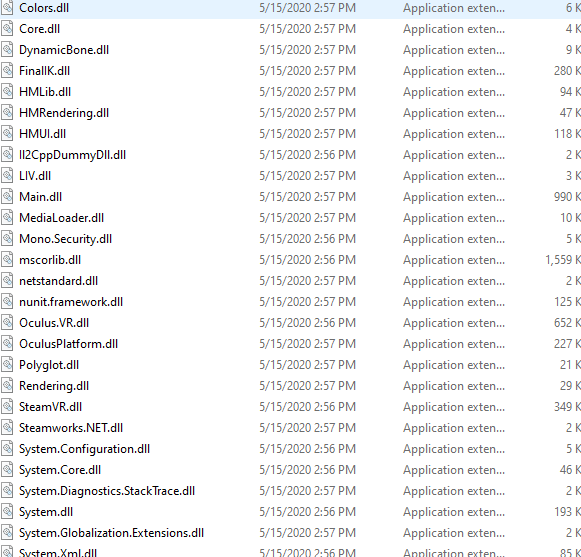 Colors.dll 5/15/2020 2:57 PM Application exten... 6 K
Core.dll 5/15/2020 2:57 PM Application exten... 4 K
DynamicBone.dll 5/15/2020 2:57 PM Application exten... 9 K
FinalIK.dll 5/15/2020 2:57 PM Application exten... 280 K
HMLib.dll 5/15/2020 2:57 PM Application exten... 94 K
HMRendering.dll 5/15/2020 2:57 PM Application exten... 47 K
HMUI.dll 5/15/2020 2:57 PM Application exten... 118 K
Il2CppDummyDll.dll 5/15/2020 2:56 PM Application exten... 2 K
LIV.dll 5/15/2020 2:57 PM Application exten... 3 K
Main.dll 5/15/2020 2:57 PM Application exten... 990 K
MediaLoader.dll 5/15/2020 2:57 PM Application exten... 10 K
Mono.Security.dll 5/15/2020 2:56 PM Application exten... 5 K
mscorlib.dll 5/15/2020 2:56 PM Application exten... 1,559 K
netstandard.dll 5/15/2020 2:57 PM Application exten... 2 K
nunit.framework.dll 5/15/2020 2:57 PM Application exten... 125 K
Oculus.VR.dll 5/15/2020 2:56 PM Application exten... 652 K
OculusPlatform.dll 5/15/2020 2:57 PM Application exten... 227 K
Polyglot.dll 5/15/2020 2:57 PM Application exten... 21 K
Rendering.dll 5/15/2020 2:57 PM Application exten... 29 K
SteamVR.dll 5/15/2020 2:56 PM Application exten... 349 K
Steamworks.NET.dll 5/15/2020 2:57 PM Application exten... 2 K
System.Configuration.dll 5/15/2020 2:56 PM Application exten... 5 K
System.Core.dll 5/15/2020 2:56 PM Application exten... 46 K
System.Diagnostics.StackTrace.dll 5/15/2020 2:57 PM Application exten... 2 K
System.dll 5/15/2020 2:56 PM Application exten... 193 K
System.Globalization.Extensions.dll 5/15/2020 2:57 PM Application exten... 2 K
System.Xml.dll 5/15/2020 2:56 PM Application exten... 85 K